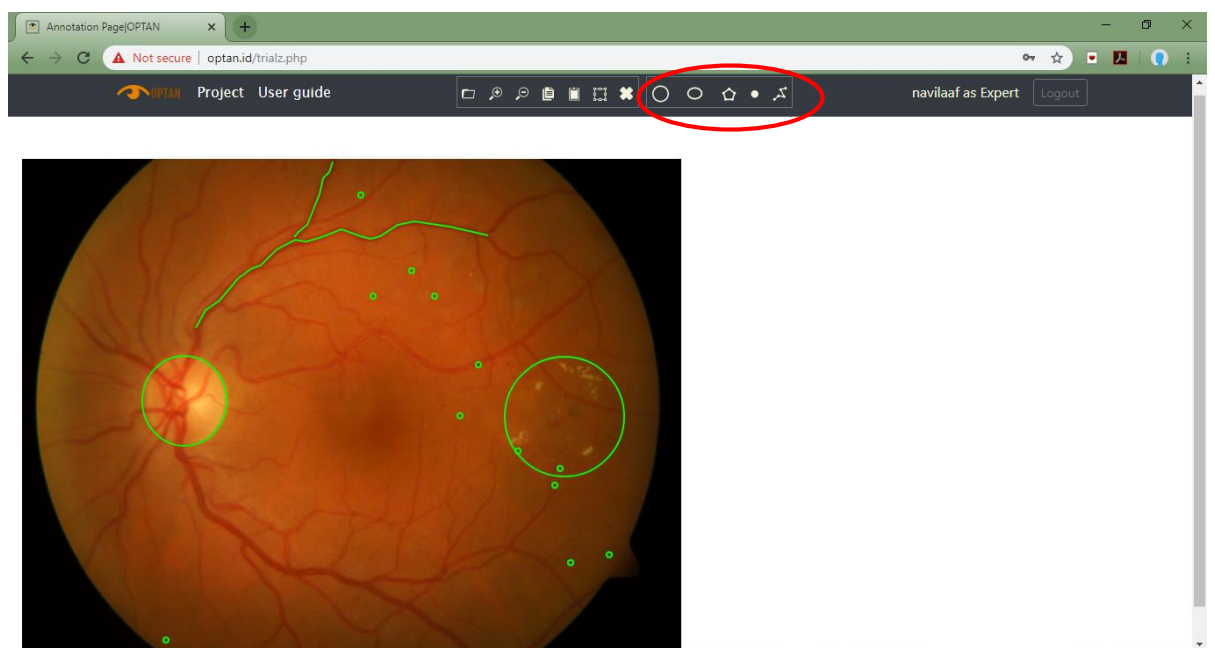 Annotation Page|OPTAN
Not secure | optan.id/trialz.php
OPTAN Project User guide navilaaf as Expert Logout